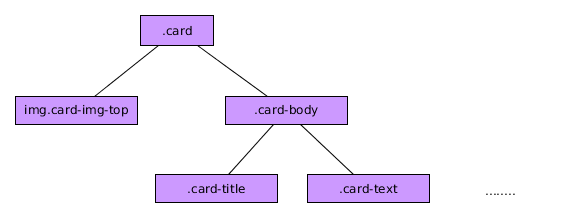 .card
img.card-img-top
.card-body
.card-title
.card-text
........